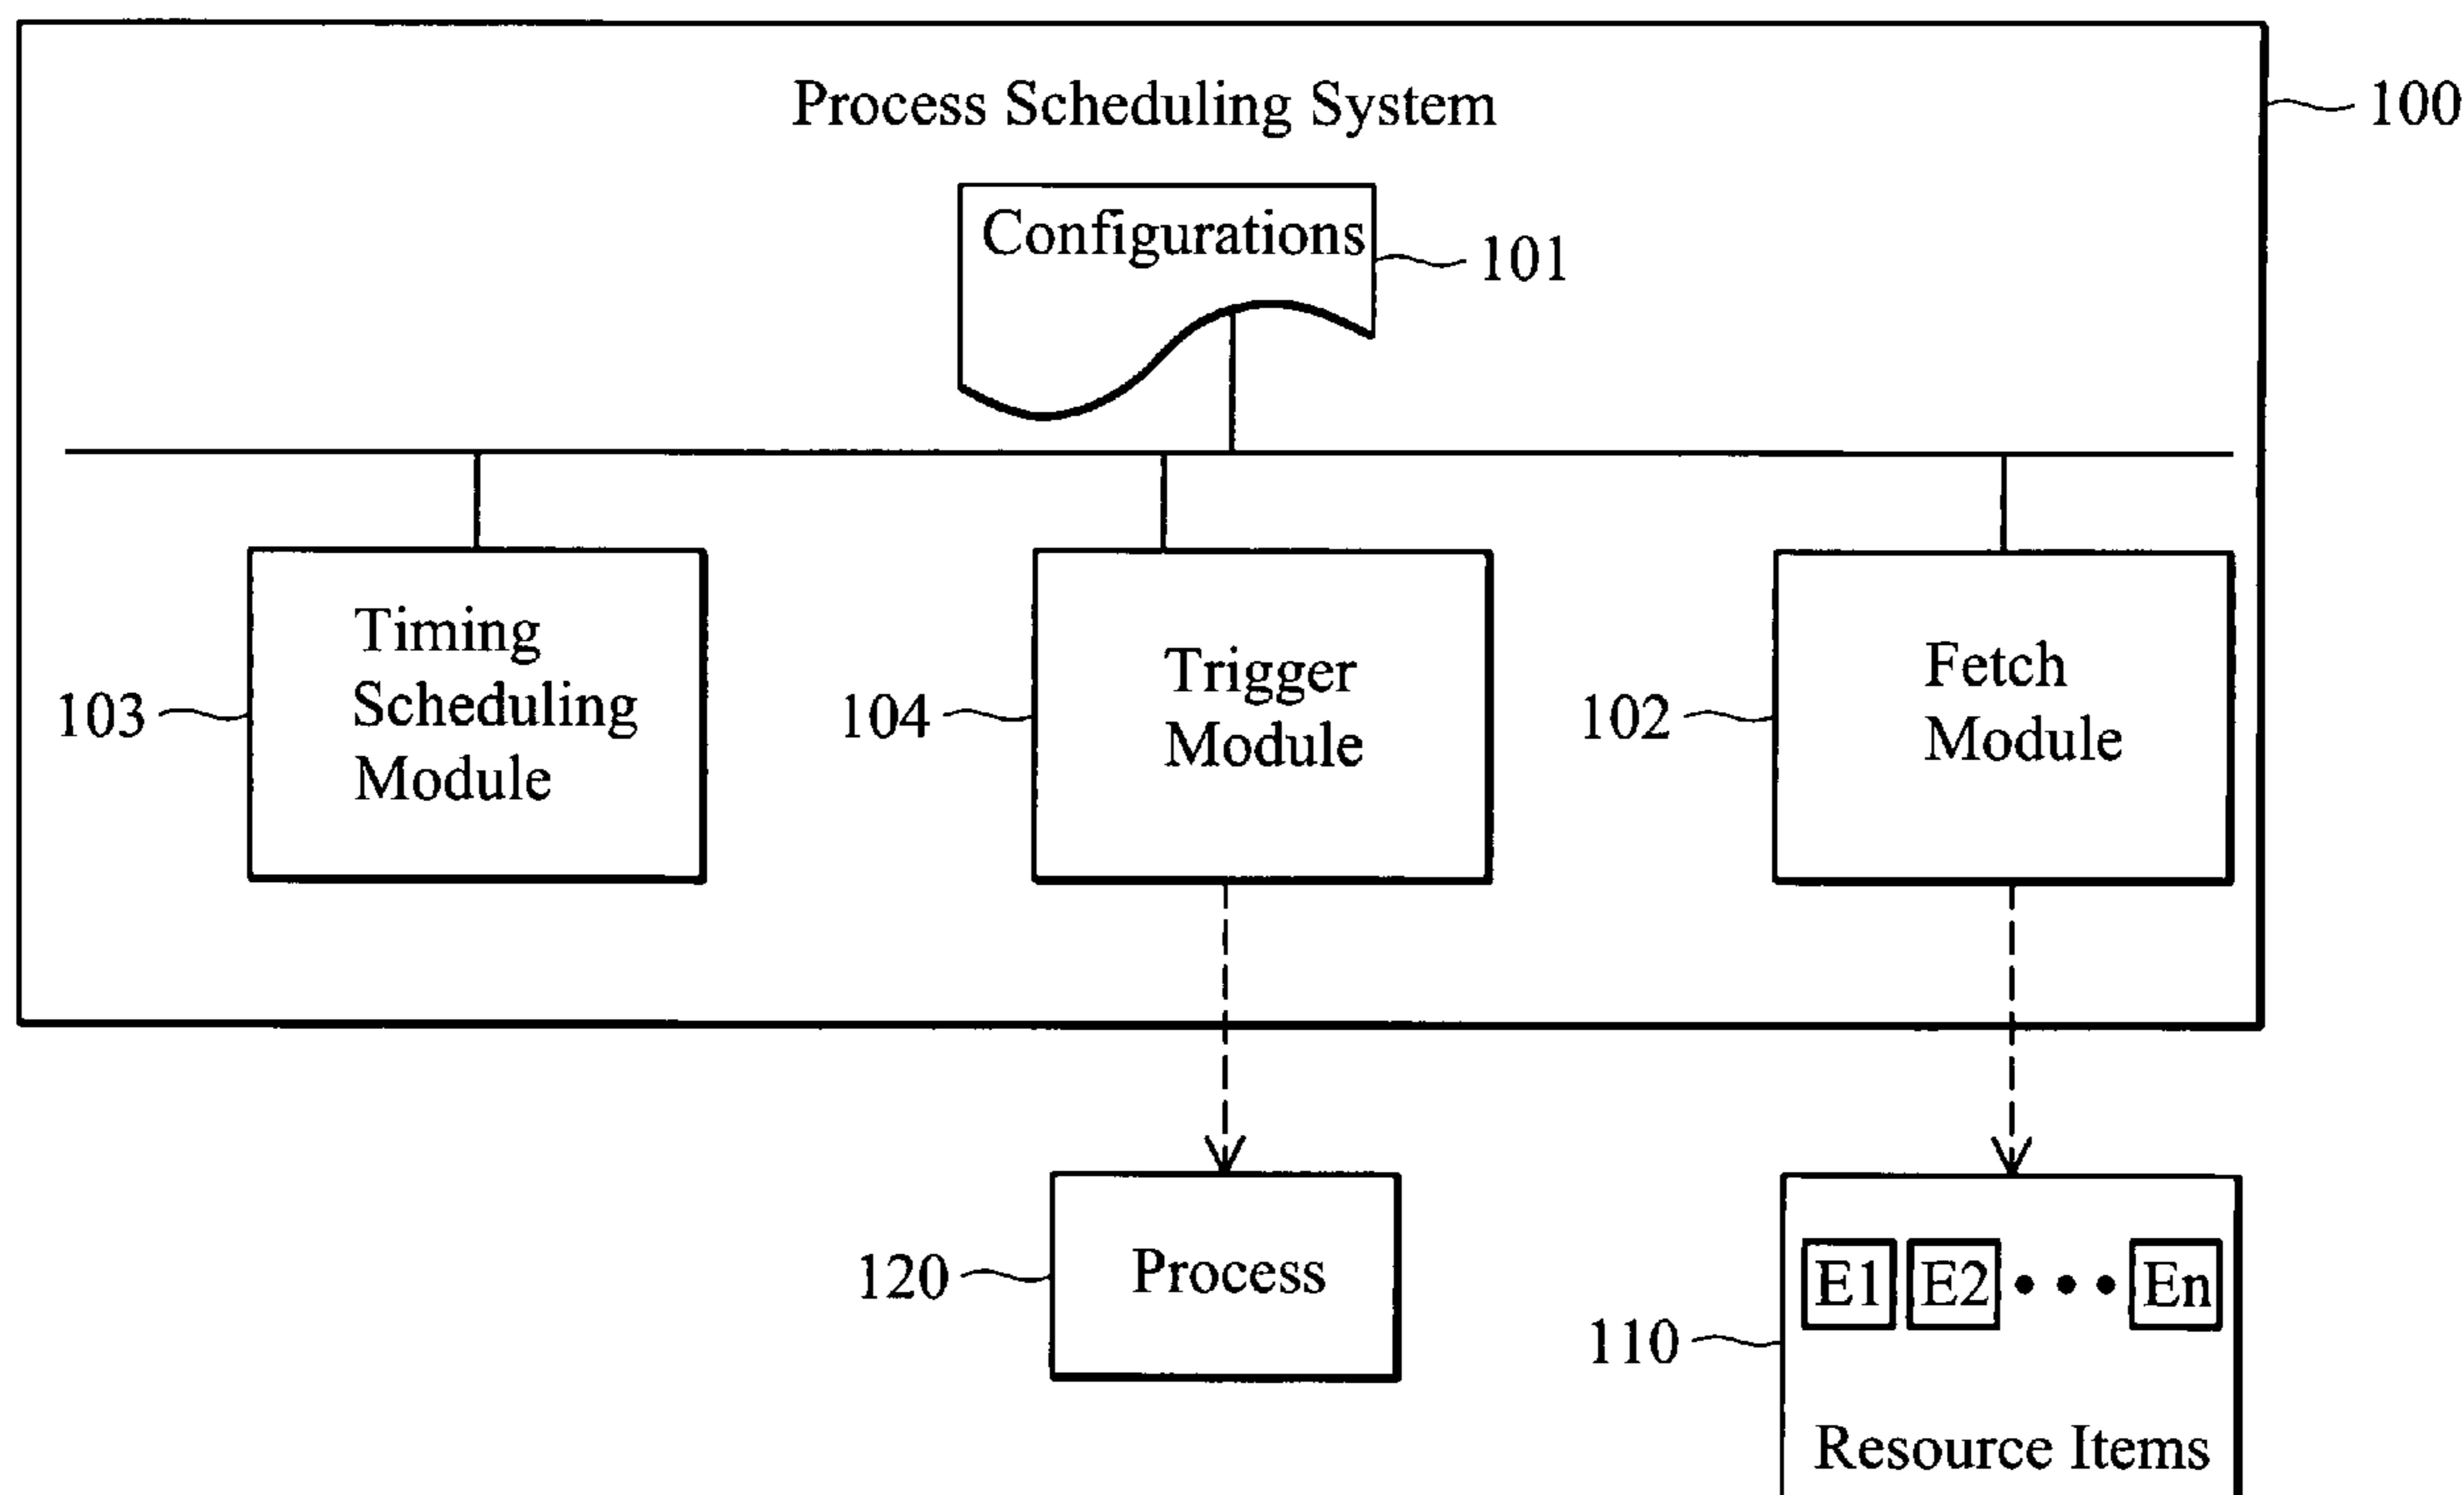 Process Scheduling System
100
Configurations
101
Timing
Scheduling
Module
103
Trigger
Module
104
Fetch
Module
102
Process
120
E1 E2 • • • En
110
Resource Items